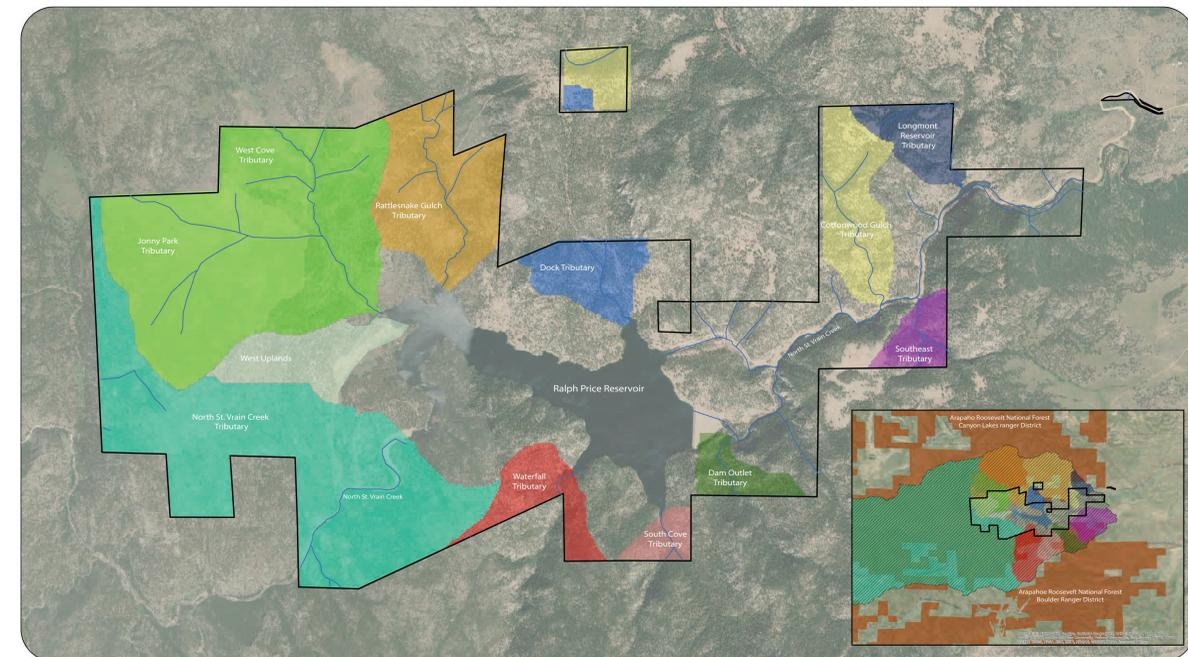 West Cove
Tributary
Rattlesnake Gulch
Tributary
Jonny Park
Tributary
Dock Tributary
Longmont
Reservoir
Tributary
Cottonwood Gulch
Tributary
West Uplands
North St. Vrain Creek
Southeast
Tributary
Ralph Price Reservoir
North St. Vrain Creek
Tributary
North St. Vrain Creek
Waterfall
Tributary
Dam Outlet
Tributary
South Cove
Tributary
Arapaho Roosevelt National Forest
Canyon Lakes ranger District
Arapahoe Roosevelt National Forest
Boulder Ranger District